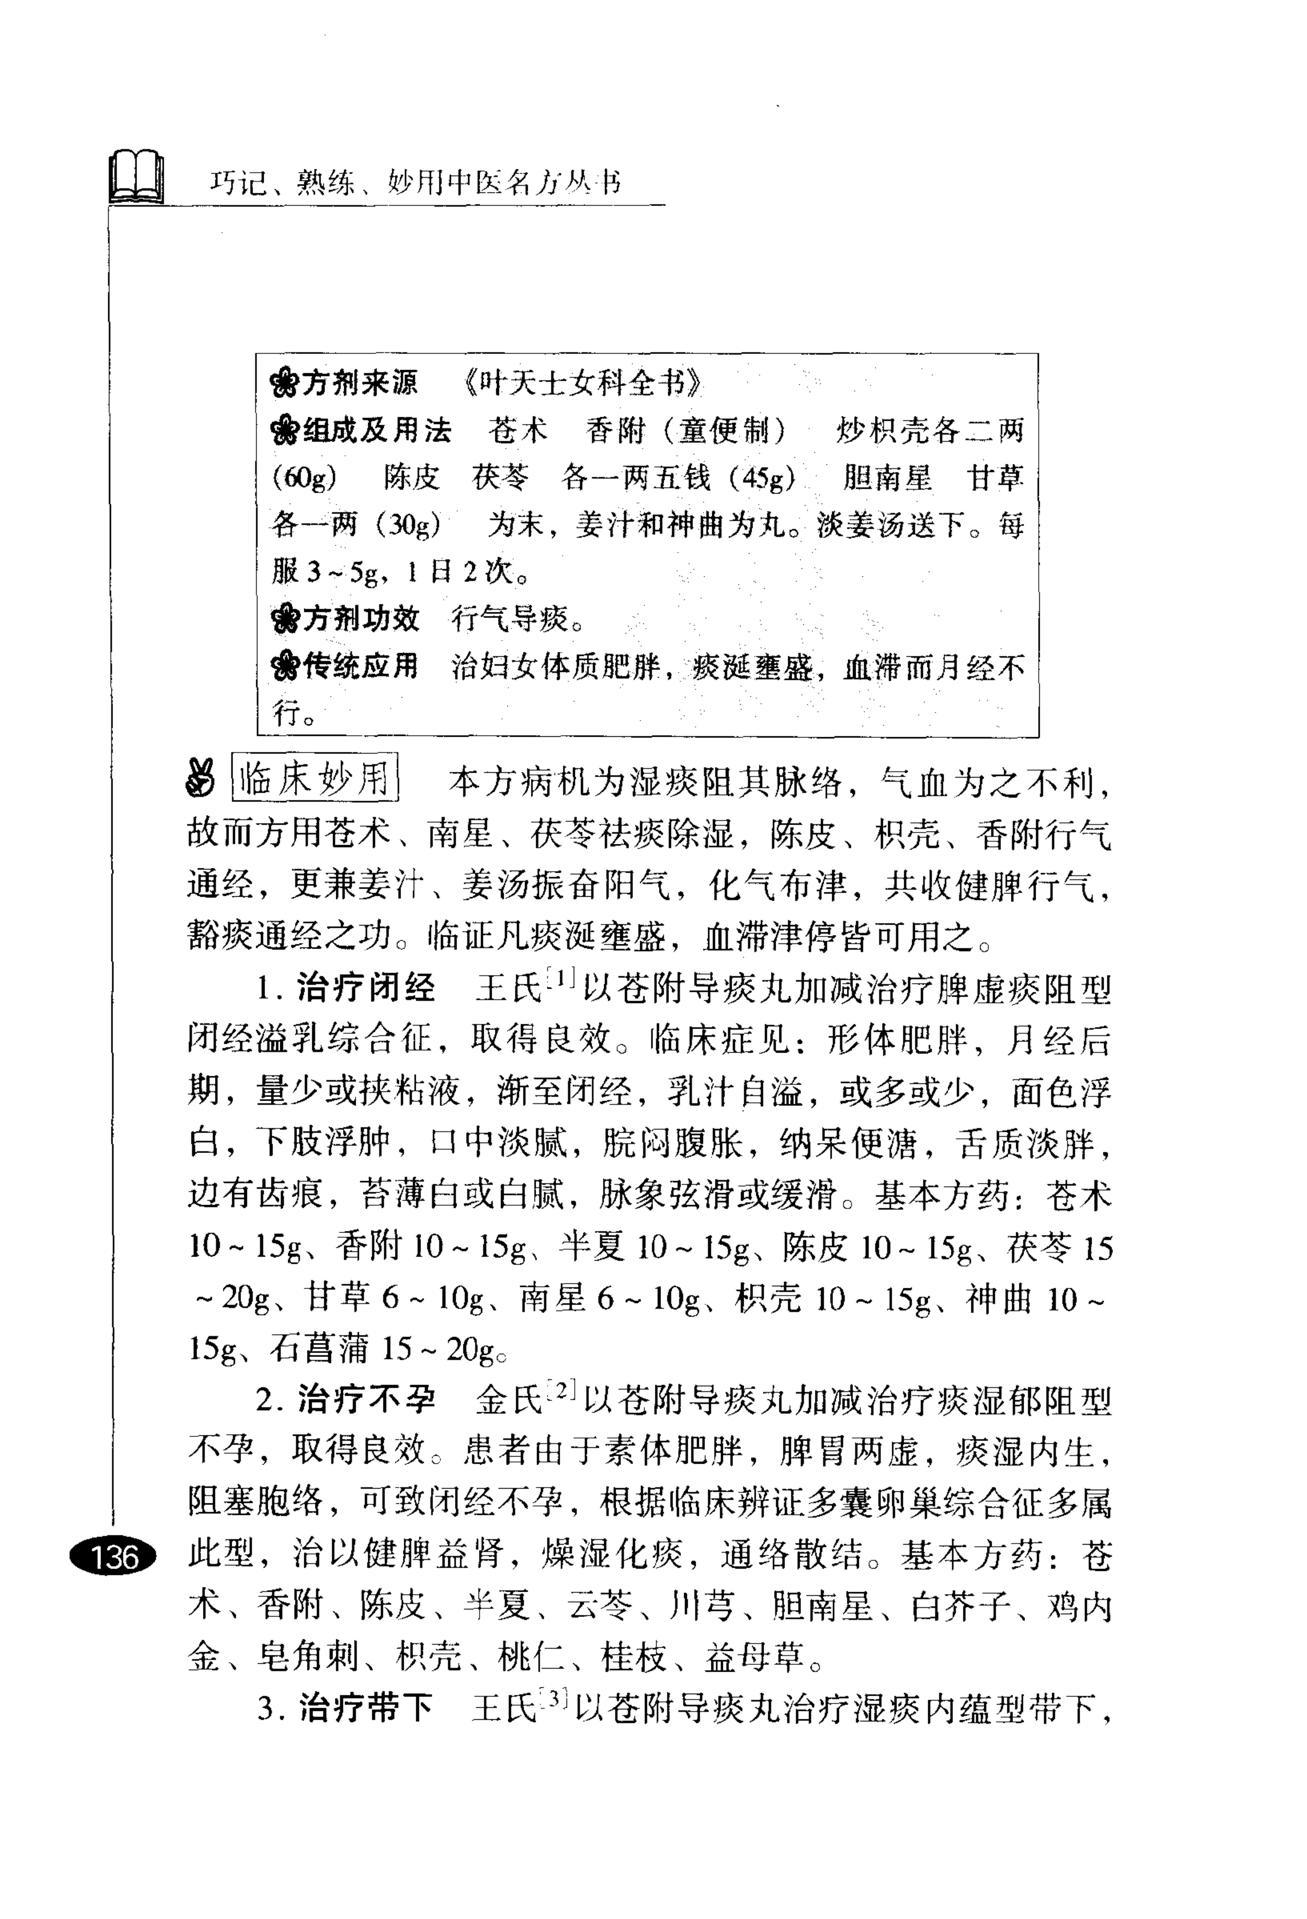 巧记、熟练、妙用中医名方丛书
方剂来源 《叶天士女科全书》
组成及用法 苍术 香附（童便制） 炒枳壳各二两
(60g) 陈皮 茯苓 各一两五钱 (45g) 胆南星 甘草
各一两 (30g) 为末，姜汁和神曲为丸。淡姜汤送下。每
服 3～5g，1 日 2 次。
方剂功效 行气导痰。
传统应用 治妇女体质肥胖，痰涎壅盛，血滞而月经不
行。
临床妙用 本方病机为湿痰阻其脉络，气血为之不利，
故而方用苍术、南星、茯苓祛痰除湿，陈皮、枳壳、香附行气
通经，更兼姜汁、姜汤振奋阳气，化气布津，共收健脾行气，
豁痰通经之功。临证凡痰涎壅盛，血滞津停皆可用之。
1. 治疗闭经 王氏[1]以苍附导痰丸加减治疗脾虚痰阻型
闭经溢乳综合征，取得良效。临床症见：形体肥胖，月经后
期，量少或挟粘液，渐至闭经，乳汁自溢，或多或少，面色浮
白，下肢浮肿，口中淡腻，脘闷腹胀，纳呆便溏，舌质淡胖，
边有齿痕，苔薄白或白腻，脉象弦滑或缓滑。基本方药：苍术
10～15g、香附 10～15g、半夏 10～15g、陈皮 10～15g、茯苓 15
～20g、甘草 6～10g、南星 6～10g、枳壳 10～15g、神曲 10～
15g、石菖蒲 15～20g。
2. 治疗不孕 金氏[2]以苍附导痰丸加减治疗痰湿郁阻型
不孕，取得良效。患者由于素体肥胖，脾胃两虚，痰湿内生，
阻塞胞络，可致闭经不孕，根据临床辨证多囊卵巢综合征多属
此型，治以健脾益肾，燥湿化痰，通络散结。基本方药：苍
术、香附、陈皮、半夏、云苓、川芎、胆南星、白芥子、鸡内
金、皂角刺、枳壳、桃仁、桂枝、益母草。
3. 治疗带下 王氏[3]以苍附导痰丸治疗湿痰内蕴型带下，
136